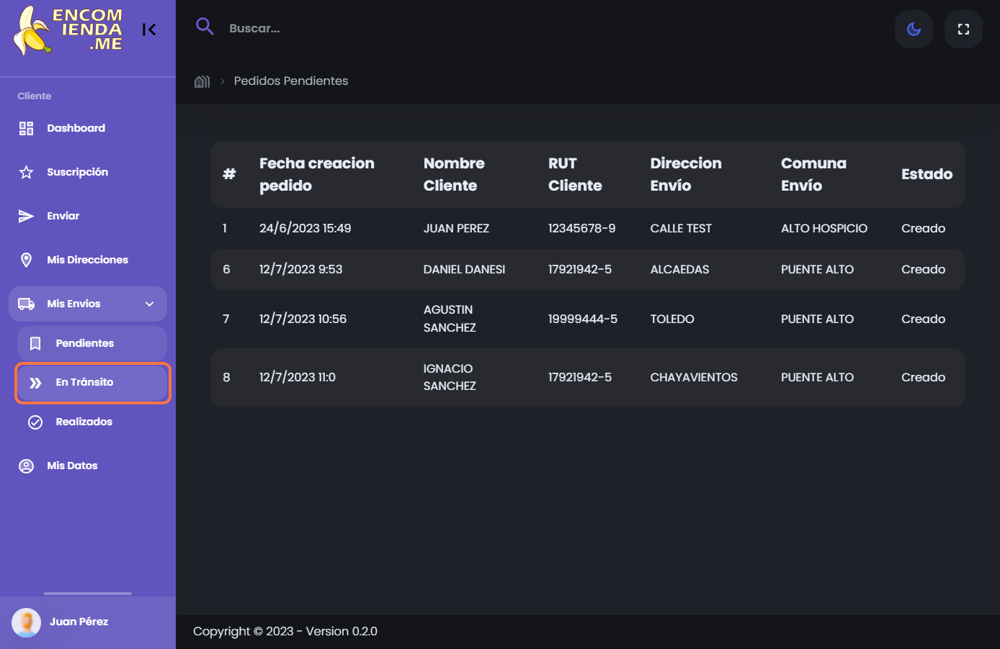 ENCOM
IENDA
.ME
Buscar...
Pedidos Pendientes
Cliente
Dashboard
Suscripción
Enviar
Mis Direcciones
Mis Envios
Pendientes
En Tránsito
Realizados
Mis Datos
Juan Pérez
# Fecha creacion pedido Nombre Cliente RUT Cliente Direccion Envío Comuna Envío Estado
1 24/6/2023 15:49 JUAN PEREZ 12345678-9 CALLE TEST ALTO HOSPICIO Creado
6 12/7/2023 9:53 DANIEL DANESI 17921942-5 ALCAEDAS PUENTE ALTO Creado
7 12/7/2023 10:56 AGUSTIN SANCHEZ 19999444-5 TOLEDO PUENTE ALTO Creado
8 12/7/2023 11:0 IGNACIO SANCHEZ 17921942-5 CHAYAVIENTOS PUENTE ALTO Creado
Copyright © 2023 - Version 0.2.0